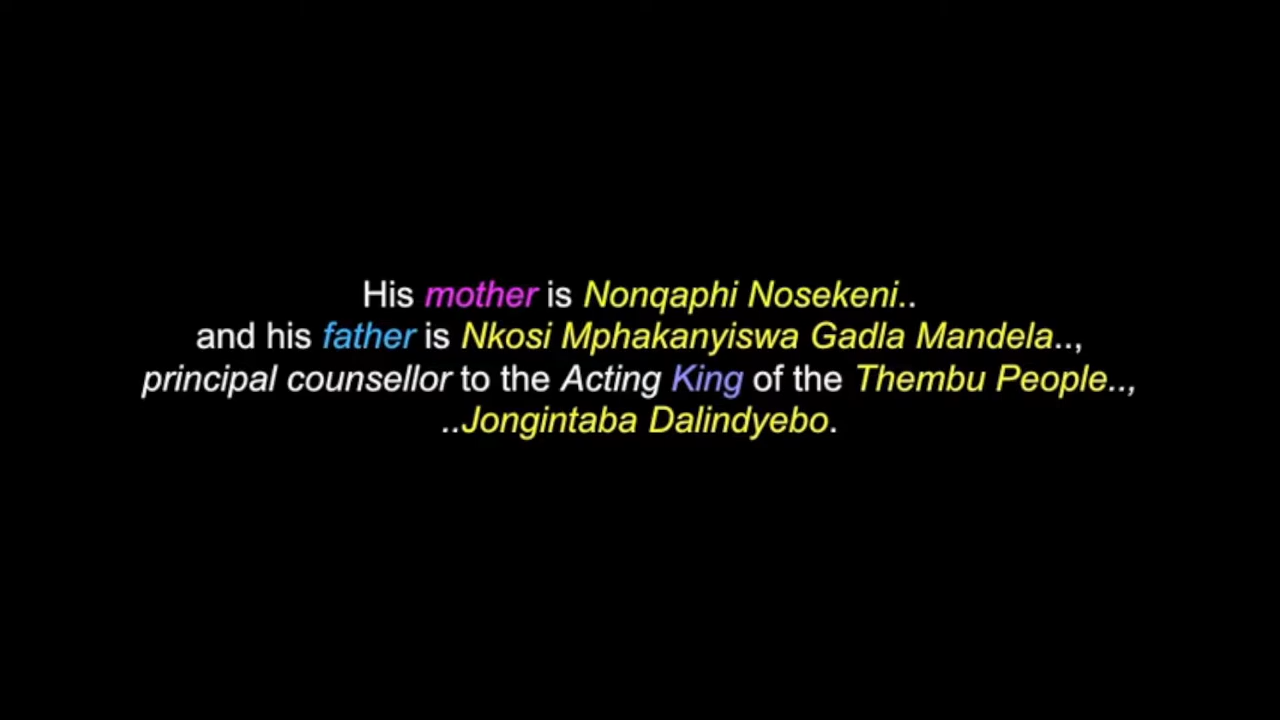 His mother is Nonqaphi Nosekeni..
and his father is Nkosi Mphakanyiswa Gadla Mandela..,
principal counsellor to the Acting King of the Thembu People..,
..Jongintaba Dalindyebo.